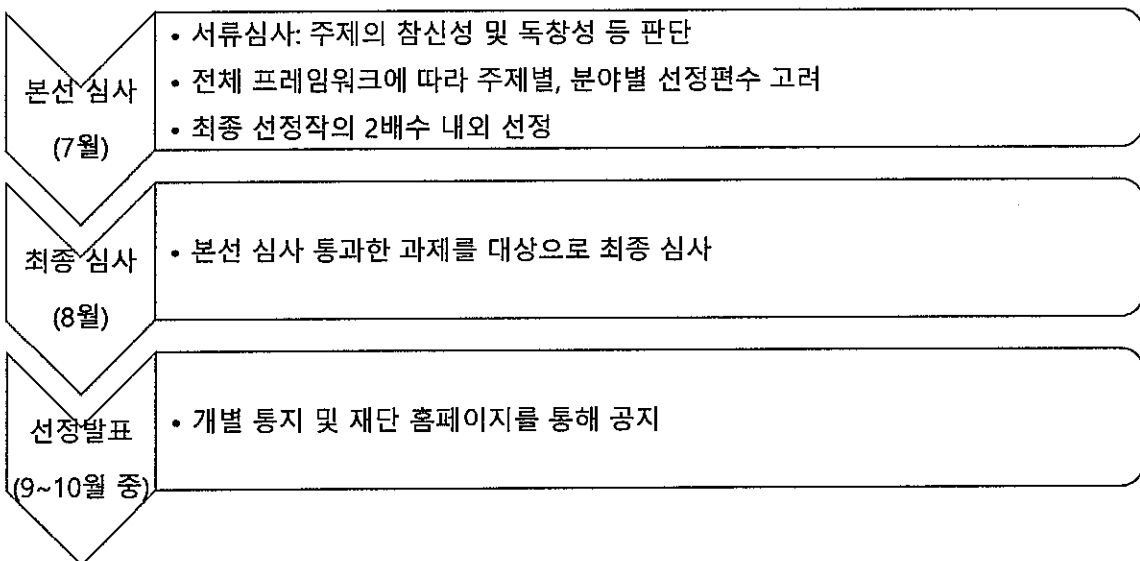 본선 심사
(7월)
• 서류심사: 주제의 참신성 및 독창성 등 판단
• 전체 프레임워크에 따라 주제별, 분야별 선정편수 고려
• 최종 선정작의 2배수 내외 선정
최종 심사
(8월)
• 본선 심사 통과한 과제를 대상으로 최종 심사
선정발표
(9~10월 중)
• 개별 통지 및 재단 홈페이지를 통해 공지